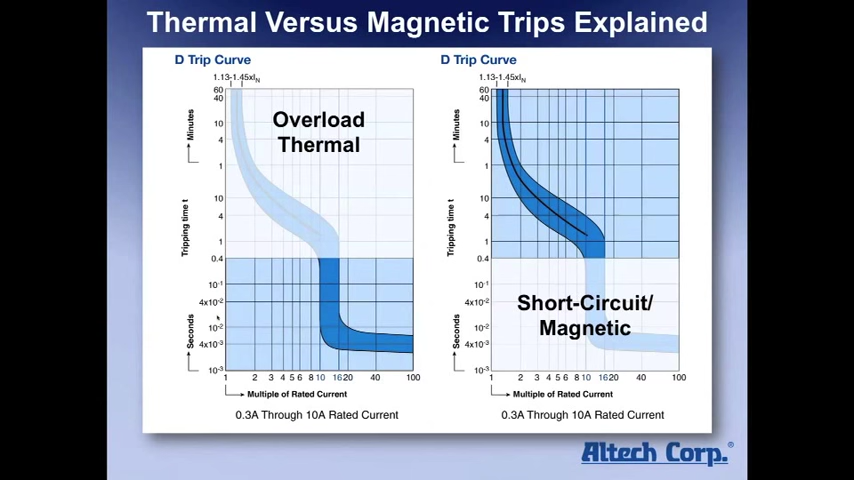 Thermal Versus Magnetic Trips Explained
D Trip Curve
1.13-1.45xIN
60
40
10
4
1
10
4
1
0.4
10-1
4x10-2
10-2
4x10-3
10-3
Minutes
Tripping time t
Seconds
Overload
Thermal
1 2 3 4 5 6 8 10 16 20 40 100
Multiple of Rated Current
0.3A Through 10A Rated Current
D Trip Curve
1.13-1.45xIN
60
40
10
4
1
10
4
1
0.4
10-1
4x10-2
10-2
4x10-3
10-3
Minutes
Tripping time t
Seconds
Short-Circuit/
Magnetic
1 2 3 4 5 6 8 10 16 20 40 100
Multiple of Rated Current
0.3A Through 10A Rated Current
Altech Corp.®